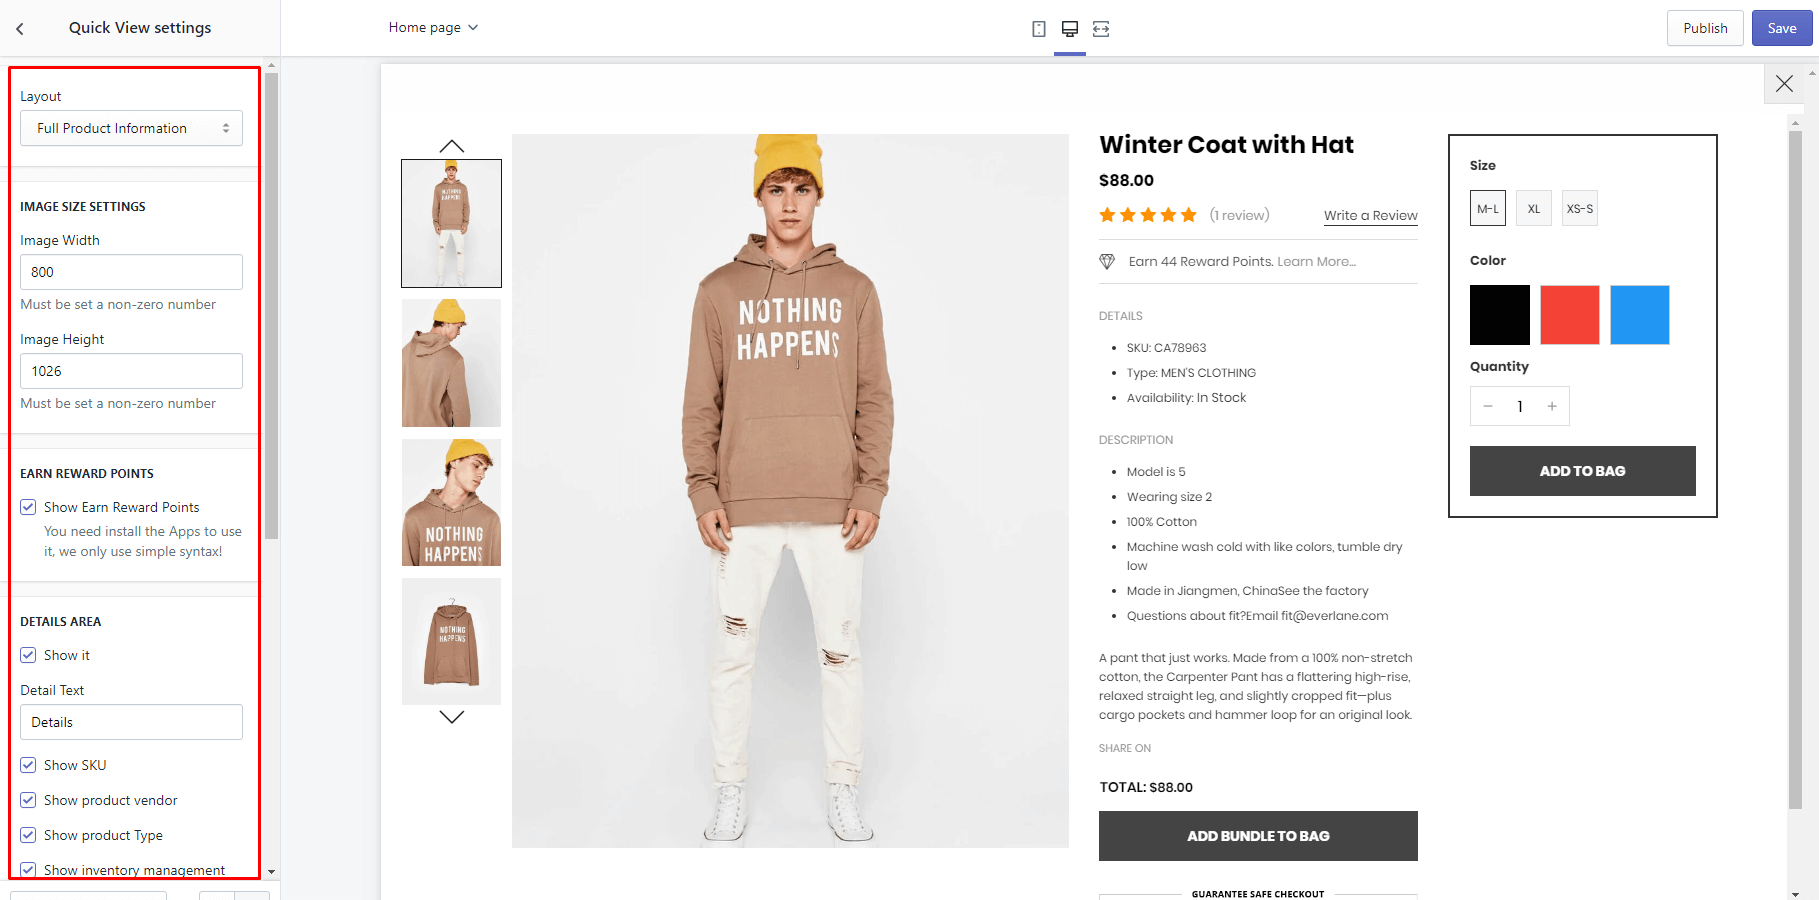 Quick View settings
Home page
Publish
Save
Layout
Full Product Information
IMAGE SIZE SETTINGS
Image Width
800
Must be set a non-zero number
Image Height
1026
Must be set a non-zero number
EARN REWARD POINTS
Show Earn Reward Points
You need install the Apps to use
it, we only use simple syntax!
DETAILS AREA
Show it
Detail Text
Details
Show SKU
Show product vendor
Show product Type
Show inventory management
NOTHING
HAPPENS
NOTHING
HAPPENS
NOTHING
HAPPENS
NOTHING
HAPPENS
Winter Coat with Hat
$88.00
(1 review)
Write a Review
Earn 44 Reward Points. Learn More...
DETAILS
SKU: CA78963
Type: MEN'S CLOTHING
Availability: In Stock
DESCRIPTION
Model is 5
Wearing size 2
100% Cotton
Machine wash cold with like colors, tumble dry
low
Made in Jiangmen, ChinaSee the factory
Questions about fit?Email fit@everlane.com
A pant that just works. Made from a 100% non-stretch
cotton, the Carpenter Pant has a flattering high-rise,
relaxed straight leg, and slightly cropped fit—plus
cargo pockets and hammer loop for an original look.
SHARE ON
TOTAL: $88.00
ADD BUNDLE TO BAG
GUARANTEE SAFE CHECKOUT
Size
M-L
XL
XS-S
Color
Quantity
1
ADD TO BAG